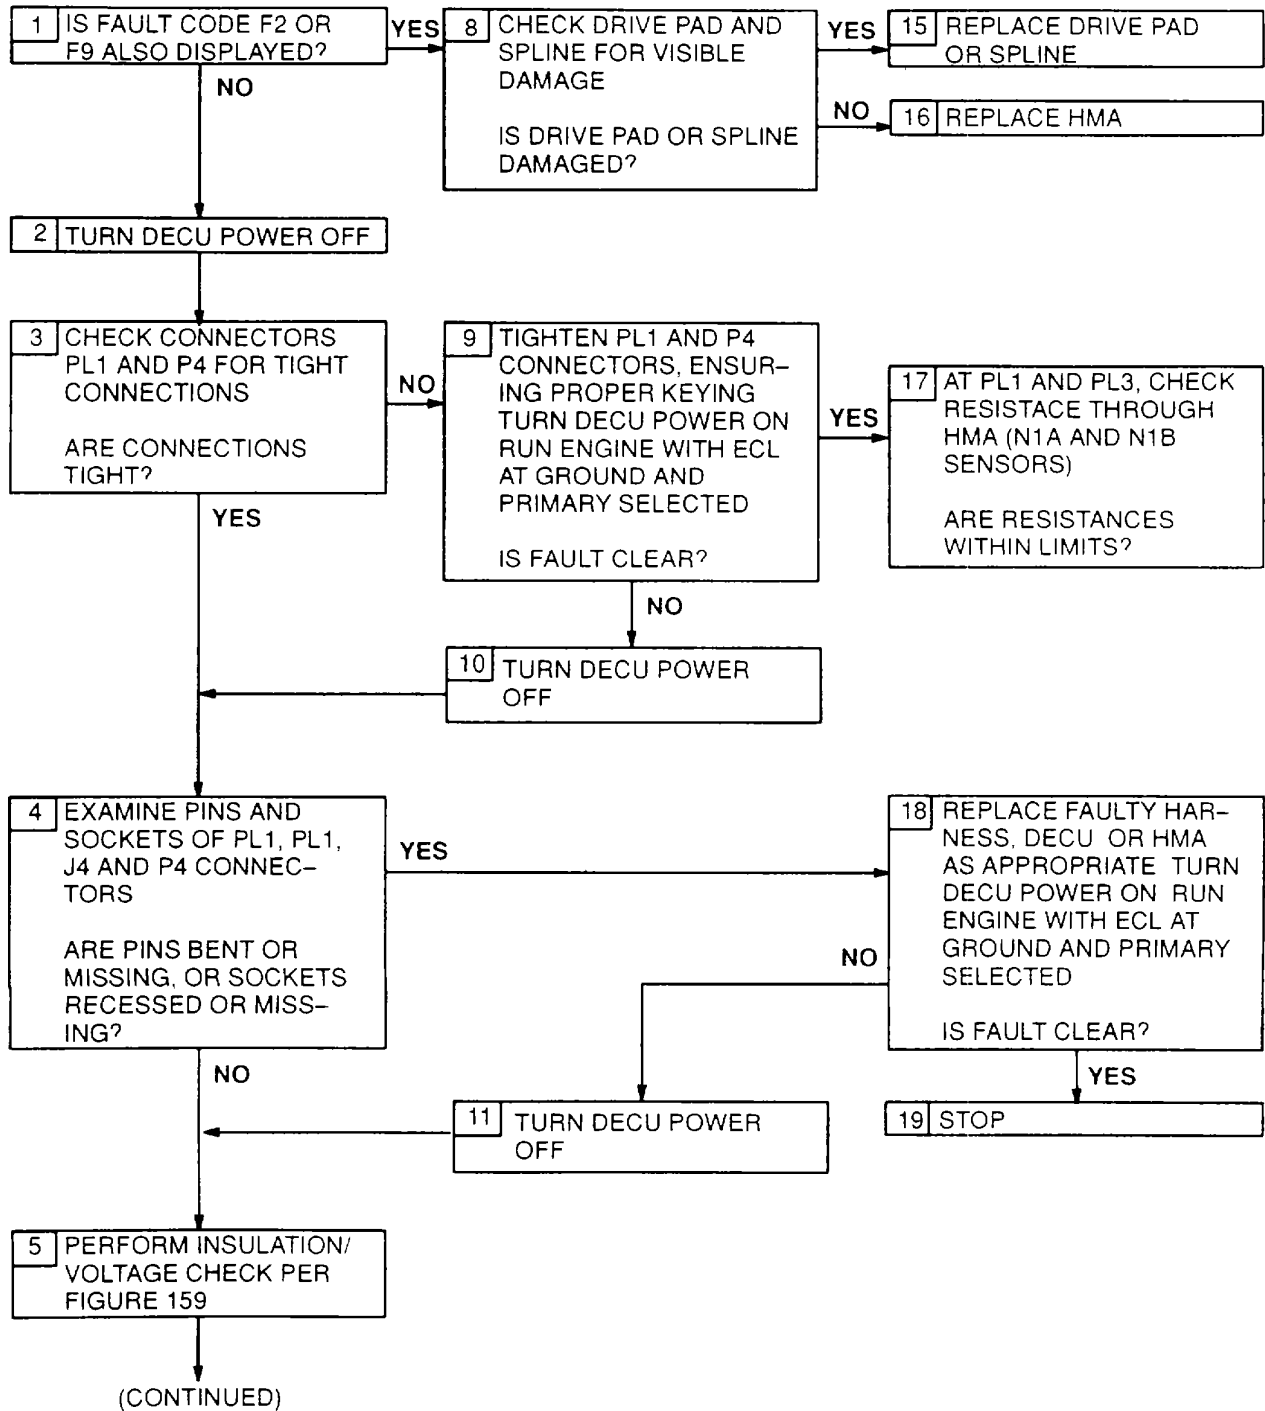 1 IS FAULT CODE F2 OR
F9 ALSO DISPLAYED?
YES
NO
8 CHECK DRIVE PAD AND
SPLINE FOR VISIBLE
DAMAGE
IS DRIVE PAD OR SPLINE
DAMAGED?
YES
NO
15 REPLACE DRIVE PAD
OR SPLINE
16 REPLACE HMA
2 TURN DECU POWER OFF
3 CHECK CONNECTORS
PL1 AND P4 FOR TIGHT
CONNECTIONS
ARE CONNECTIONS
TIGHT?
NO
YES
9 TIGHTEN PL1 AND P4
CONNECTORS, ENSUR-
ING PROPER KEYING
TURN DECU POWER ON
RUN ENGINE WITH ECL
AT GROUND AND
PRIMARY SELECTED
IS FAULT CLEAR?
YES
NO
17 AT PL1 AND PL3, CHECK
RESISTACE THROUGH
HMA (N1A AND N1B
SENSORS)
ARE RESISTANCES
WITHIN LIMITS?
10 TURN DECU POWER
OFF
4 EXAMINE PINS AND
SOCKETS OF PL1, PL1,
J4 AND P4 CONNEC-
TORS
ARE PINS BENT OR
MISSING, OR SOCKETS
RECESSED OR MISS-
ING?
YES
NO
18 REPLACE FAULTY HAR-
NESS, DECU OR HMA
AS APPROPRIATE TURN
DECU POWER ON RUN
ENGINE WITH ECL AT
GROUND AND PRIMARY
SELECTED
IS FAULT CLEAR?
NO
YES
11 TURN DECU POWER
OFF
19 STOP
5 PERFORM INSULATION/
VOLTAGE CHECK PER
FIGURE 159
(CONTINUED)